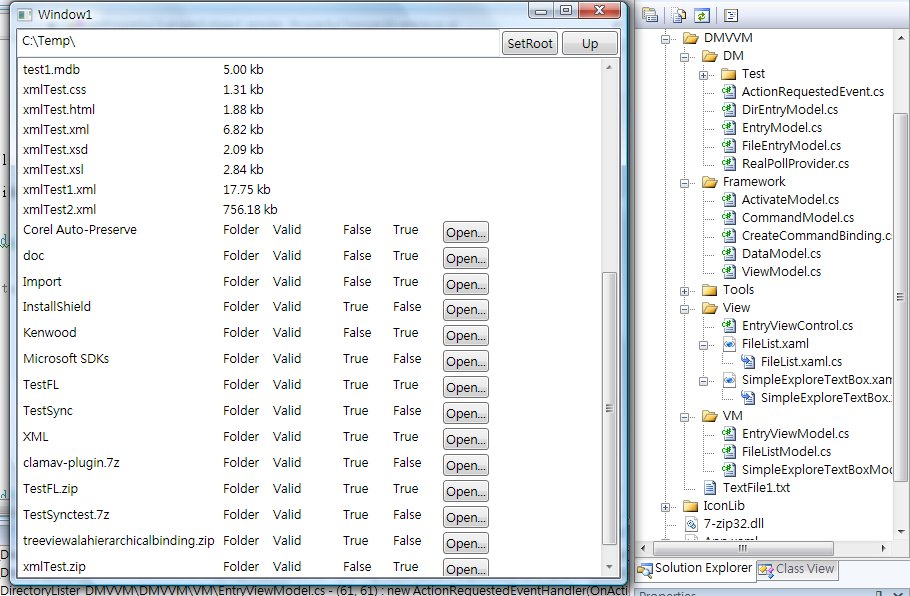 Window1
C:\Temp\
SetRoot
Up
test1.mdb 5.00 kb
xmlTest.css 1.31 kb
xmlTest.html 1.88 kb
xmlTest.xml 6.82 kb
xmlTest.xsd 2.09 kb
xmlTest.xsl 2.84 kb
xmlTest1.xml 17.75 kb
xmlTest2.xml 756.18 kb
Corel Auto-Preserve Folder Valid False True Open...
doc Folder Valid False True Open...
Import Folder Valid False True Open...
InstallShield Folder Valid True False Open...
Kenwood Folder Valid False True Open...
Microsoft SDKs Folder Valid True False Open...
TestFL Folder Valid True True Open...
TestSync Folder Valid True False Open...
XML Folder Valid True True Open...
clamav-plugin.7z Folder Valid True False Open...
TestFL.zip Folder Valid True True Open...
TestSynctest.7z Folder Valid True False Open...
treeviewalahierarchicalbinding.zip Folder Valid True False Open...
xmlTest.zip Folder Valid False True Open...
DirectoryLister_DMVVM\DMVVM\VM\EntryViewModel.cs - (61, 61) : new ActionRequestedEventHandler(OnActi
DMVVM
DM
Test
ActionRequestedEvent.cs
DirEntryModel.cs
EntryModel.cs
FileEntryModel.cs
RealPollProvider.cs
Framework
ActivateModel.cs
CommandModel.cs
CreateCommandBinding.c
DataModel.cs
ViewModel.cs
Tools
View
EntryViewControl.cs
FileList.xaml
FileList.xaml.cs
SimpleExploreTextBox.xam
SimpleExploreTextBox.
VM
EntryViewModel.cs
FileListModel.cs
SimpleExploreTextBoxMod
TextFile1.txt
IconLib
7-zip32.dll
App.xaml
Solution Explorer
Class View
Properties